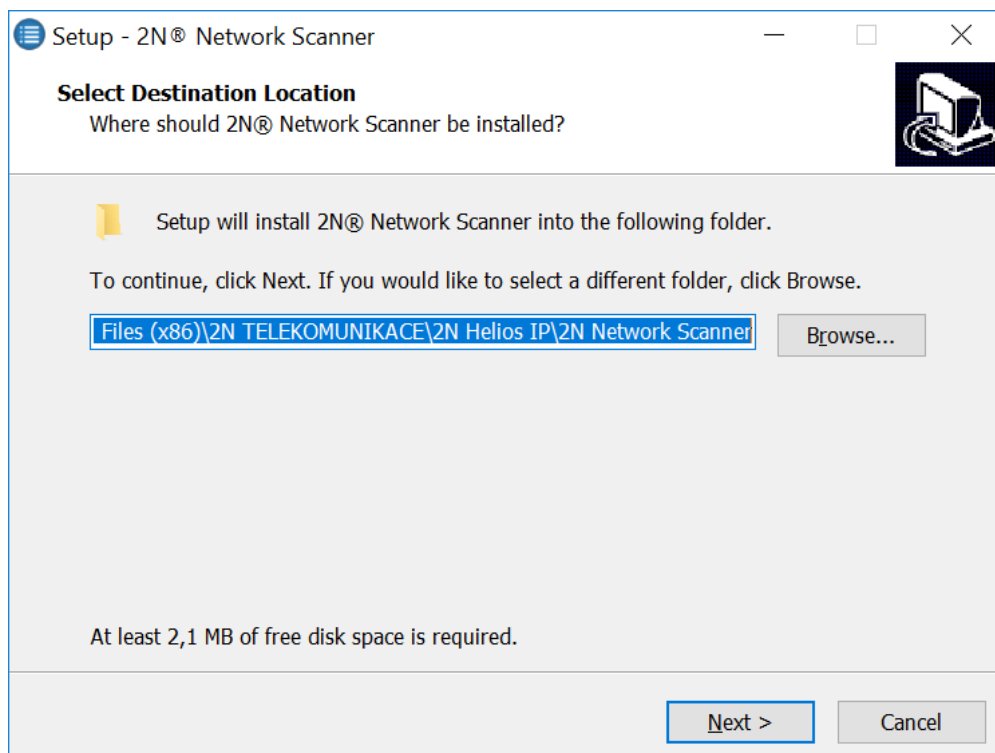 Setup - 2N® Network Scanner
Select Destination Location
Where should 2N® Network Scanner be installed?
Setup will install 2N® Network Scanner into the following folder.
To continue, click Next. If you would like to select a different folder, click Browse.
Files (x86)\2N TELEKOMUNIKACE\2N Helios IP\2N Network Scanner
Browse...
At least 2,1 MB of free disk space is required.
Next >
Cancel